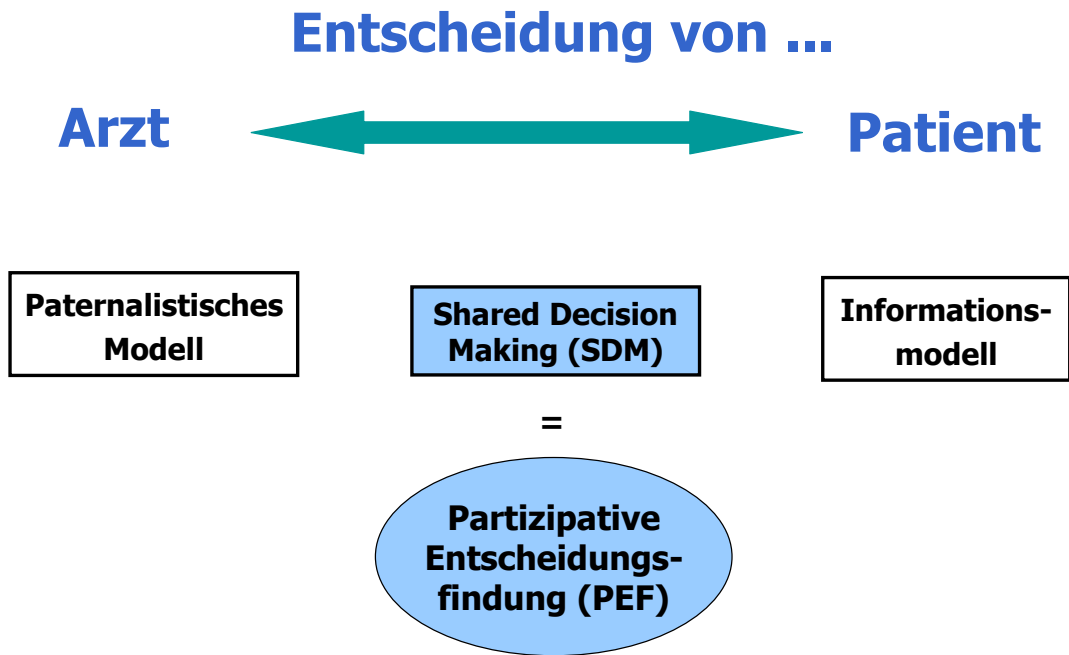 Entscheidung von ...
Arzt
Patient
Paternalistisches
Modell
Shared Decision
Making (SDM)
Informations-
modell
=
Partizipative
Entscheidungs-
findung (PEF)